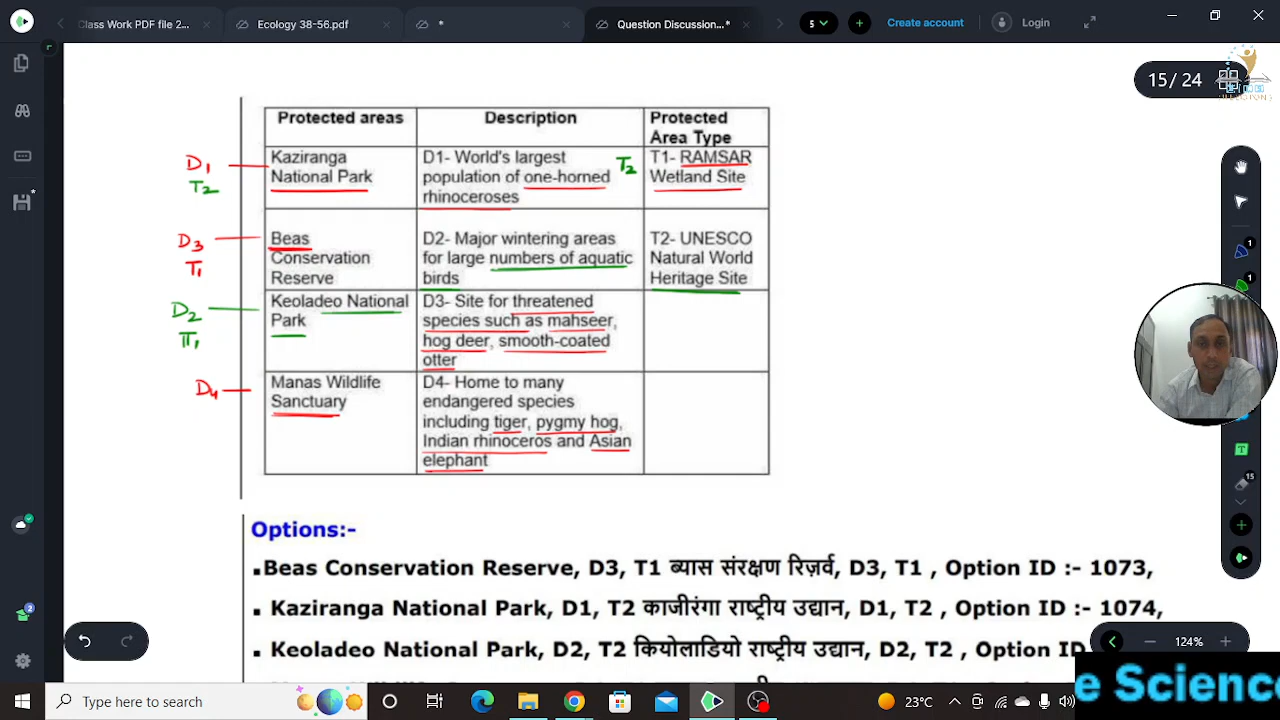 Class Work PDF file 2...
Ecology 38-56.pdf
*
Question Discussion...*
5
Create account
Login
15 / 24
Protected areas
Description
Protected
Area Type
D1
T2
Kaziranga
National Park
D1- World's largest
population of one-horned
rhinoceroses
T2
T1- RAMSAR
Wetland Site
D3
T1
Beas
Conservation
Reserve
D2- Major wintering areas
for large numbers of aquatic
birds
T2- UNESCO
Natural World
Heritage Site
D2
T1
Keoladeo National
Park
D3- Site for threatened
species such as mahseer,
hog deer, smooth-coated
otter
D4
Manas Wildlife
Sanctuary
D4- Home to many
endangered species
including tiger, pygmy hog,
Indian rhinoceros and Asian
elephant
Options:-
▪Beas Conservation Reserve, D3, T1 ब्यास संरक्षण रिज़र्व, D3, T1 , Option ID :- 1073,
▪ Kaziranga National Park, D1, T2 काजीरंगा राष्ट्रीय उद्यान, D1, T2 , Option ID :- 1074,
▪ Keoladeo National Park, D2, T2 कियोलाडियो राष्ट्रीय उद्यान, D2, T2 , Option ID
1
1
T
15
2
124%
e Science
Type here to search
23°C